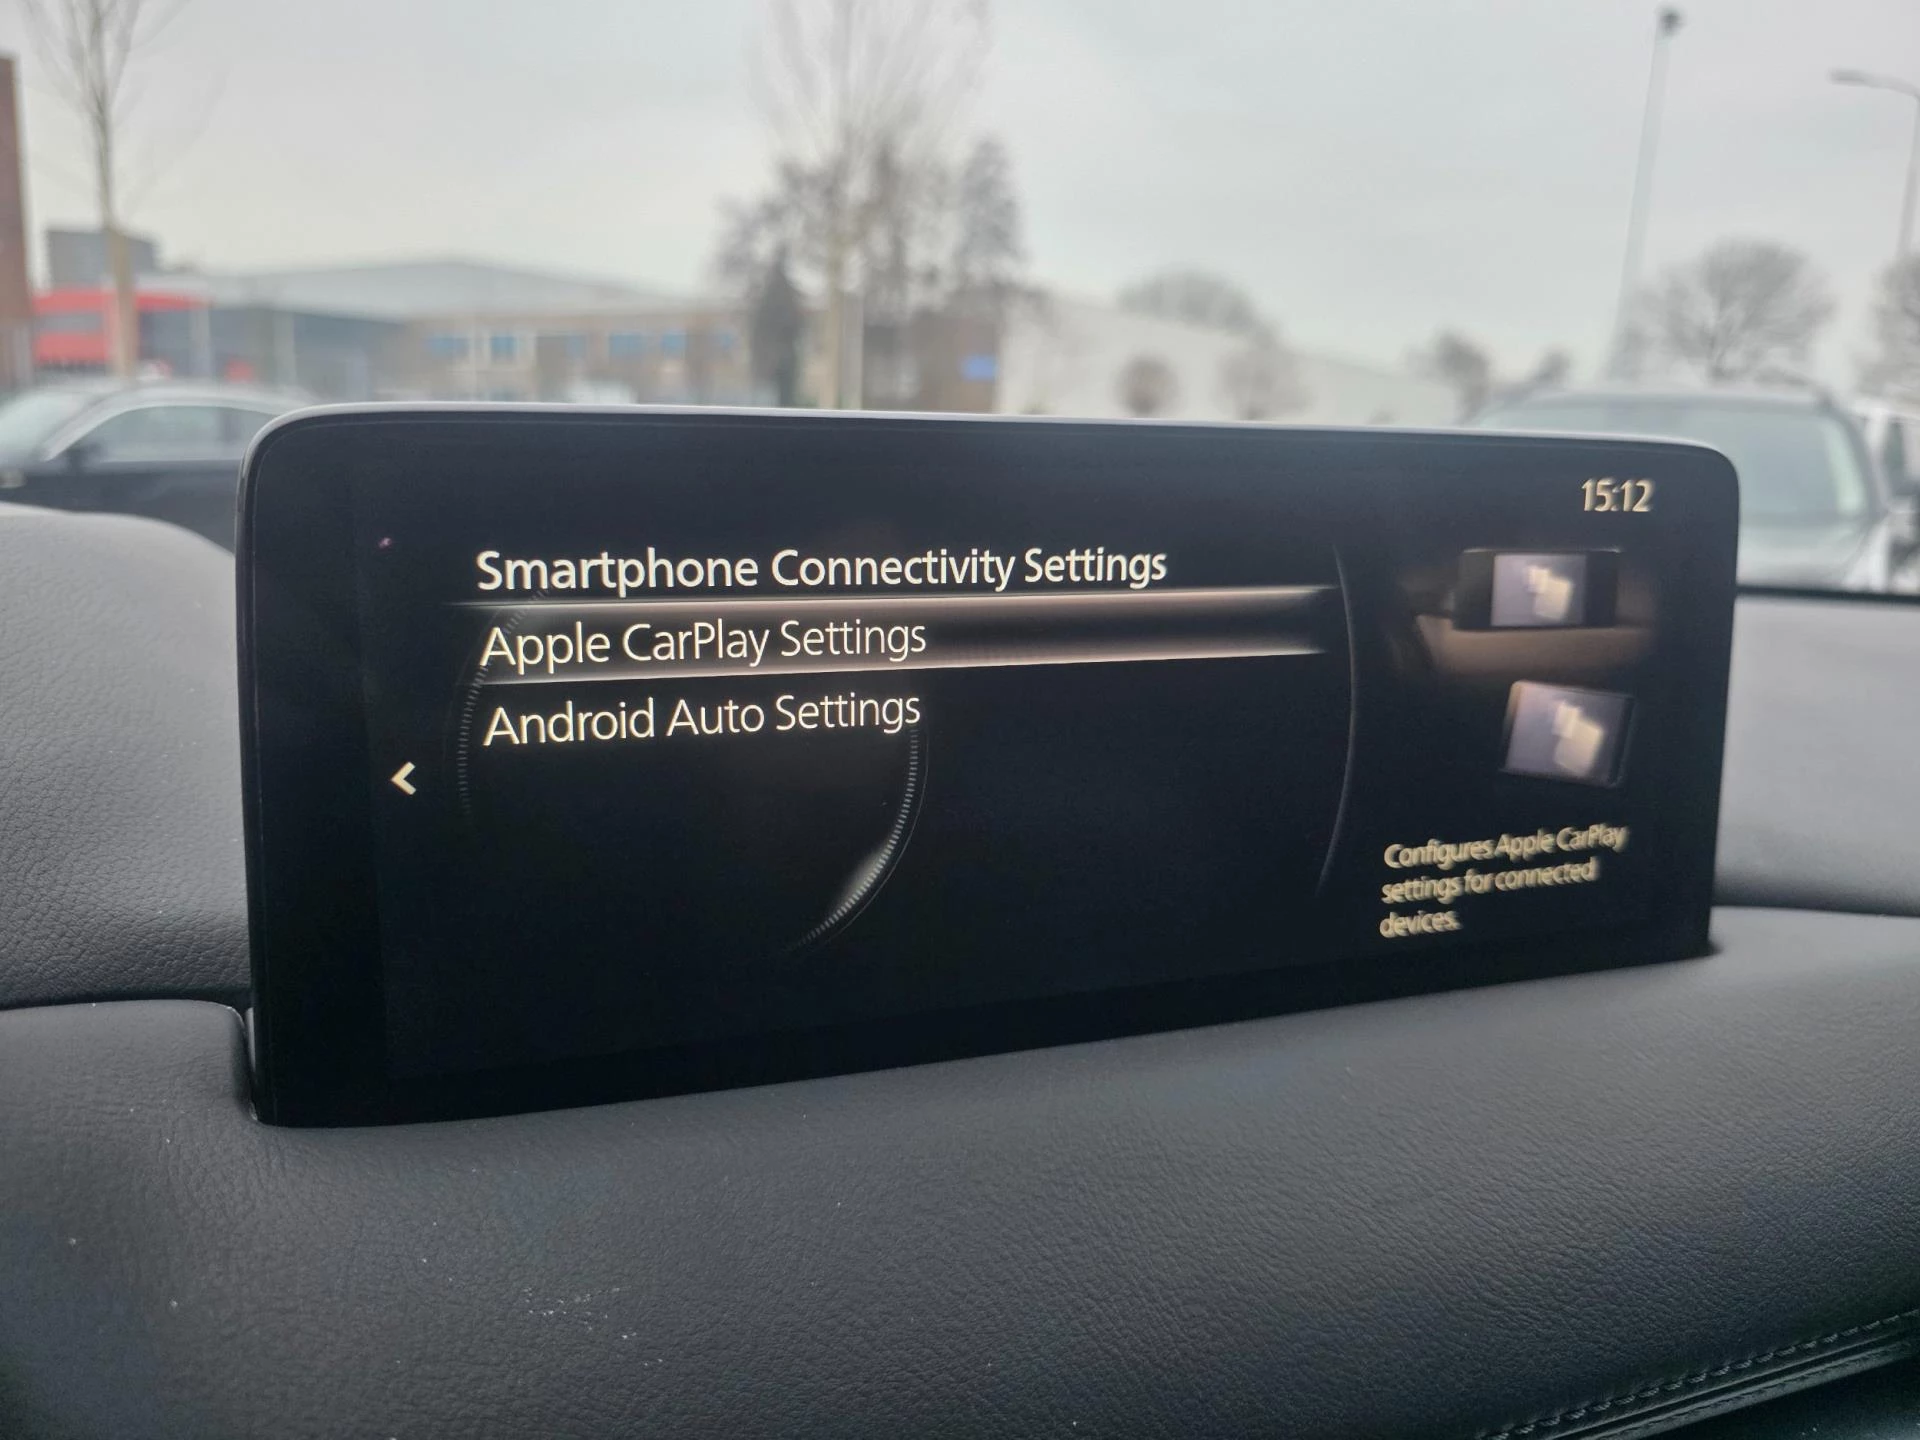 15:12
Smartphone Connectivity Settings
Apple CarPlay Settings
Android Auto Settings
Configures Apple CarPlay
settings for connected
devices.